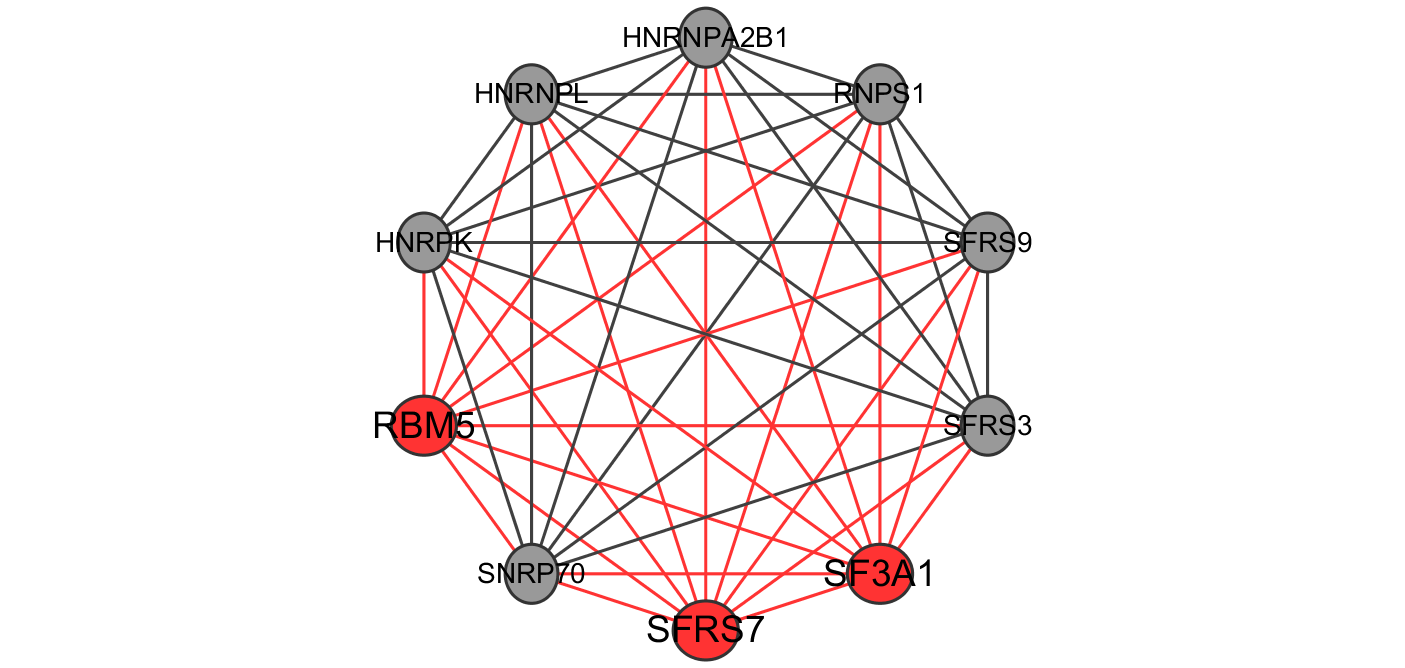 HNRNPA2B1
HNRNPL
RNPS1
HNRPK
SFRS9
RBM5
SFRS3
SNRP70
SF3A1
SFRS7